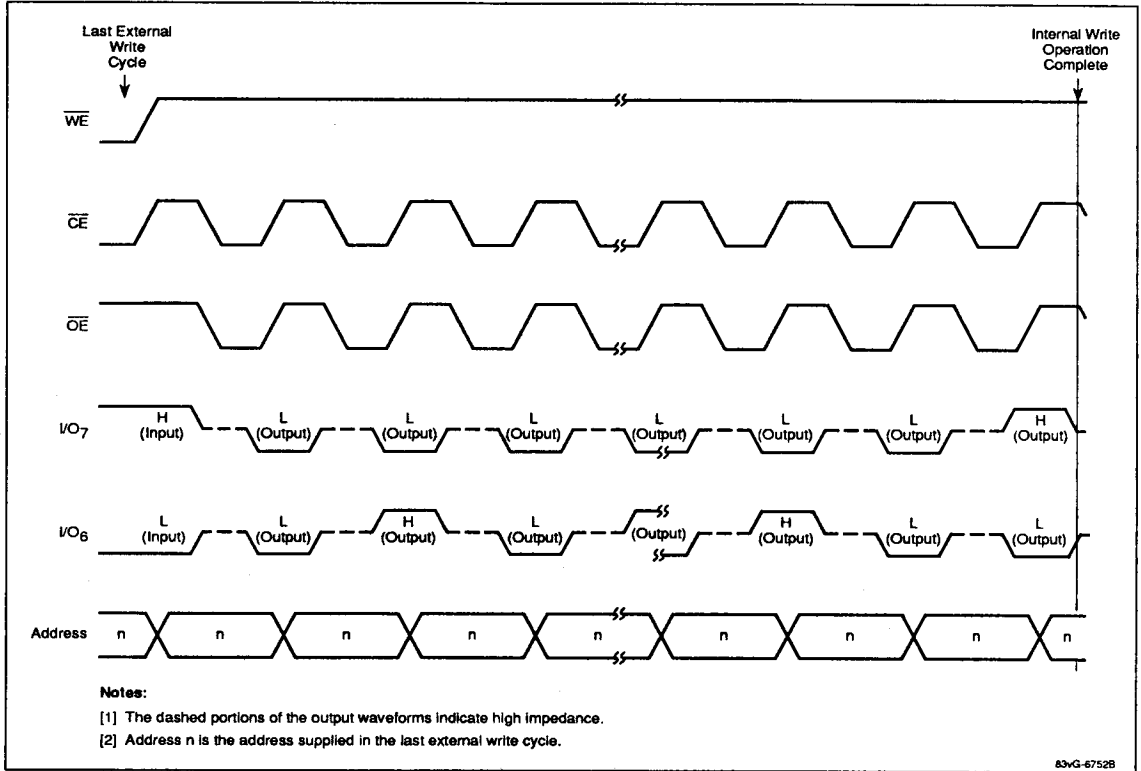 Last External
Write
Cycle
Internal Write
Operation
Complete
WE
CE
OE
I/O7
H
(Input)
L
(Output)
L
(Output)
L
(Output)
L
(Output)
L
(Output)
L
(Output)
H
(Output)
I/O6
L
(Input)
L
(Output)
H
(Output)
L
(Output)
(Output)
H
(Output)
L
(Output)
L
(Output)
Address n n n n n n n n n
Notes:
[1] The dashed portions of the output waveforms indicate high impedance.
[2] Address n is the address supplied in the last external write cycle.
83vG-6752B